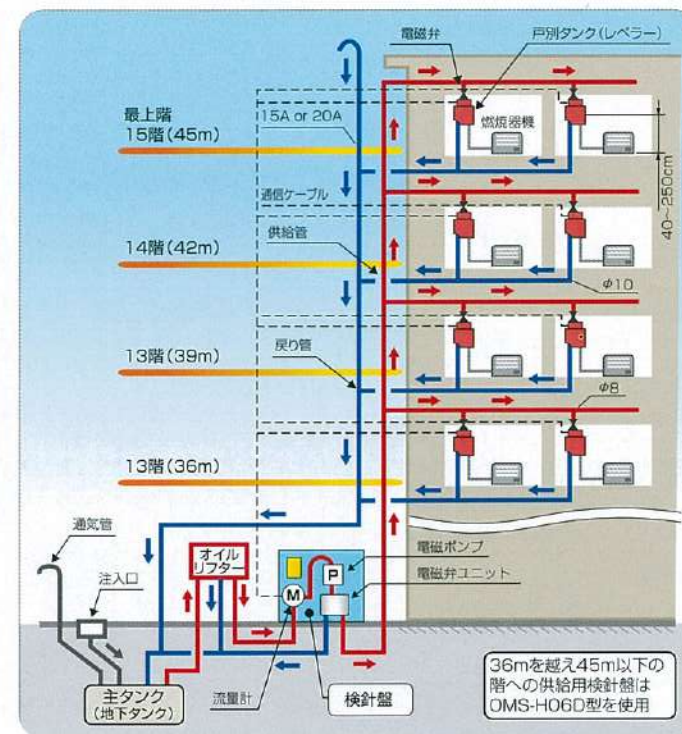 電磁弁
戸別タンク(レベラー)
最上階
15階(45m)
15A or 20A
燃焼器機
40~250cm
通信ケーブル
供給管
14階(42m)
φ10
13階(39m)
戻り管
φ8
13階(36m)
通気管
注入口
オイル
リフター
電磁ポンプ
P
M
電磁弁ユニット
主タンク
(地下タンク)
流量計
検針盤
36mを越え45m以下の
階への供給用検針盤は
OMS-H06D型を使用